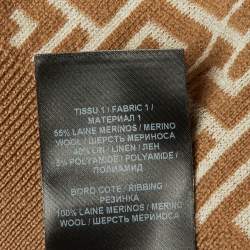 TISSU 1 / FABRIC 1 /
МАТЕРИАЛ 1
55% LAINE MERINOS / MERINO
WOOL / ШЕРСТЬ МЕРИНОСА
40% LIN / LINEN / ЛЕН
5% POLYAMIDE / POLYAMIDE /
ПОЛИАМИД
BORD COTE / RIBBING
РЕЗИНКА
100% LAINE MERINOS / MERINO
WOOL / ШЕРСТЬ МЕРИНОСА